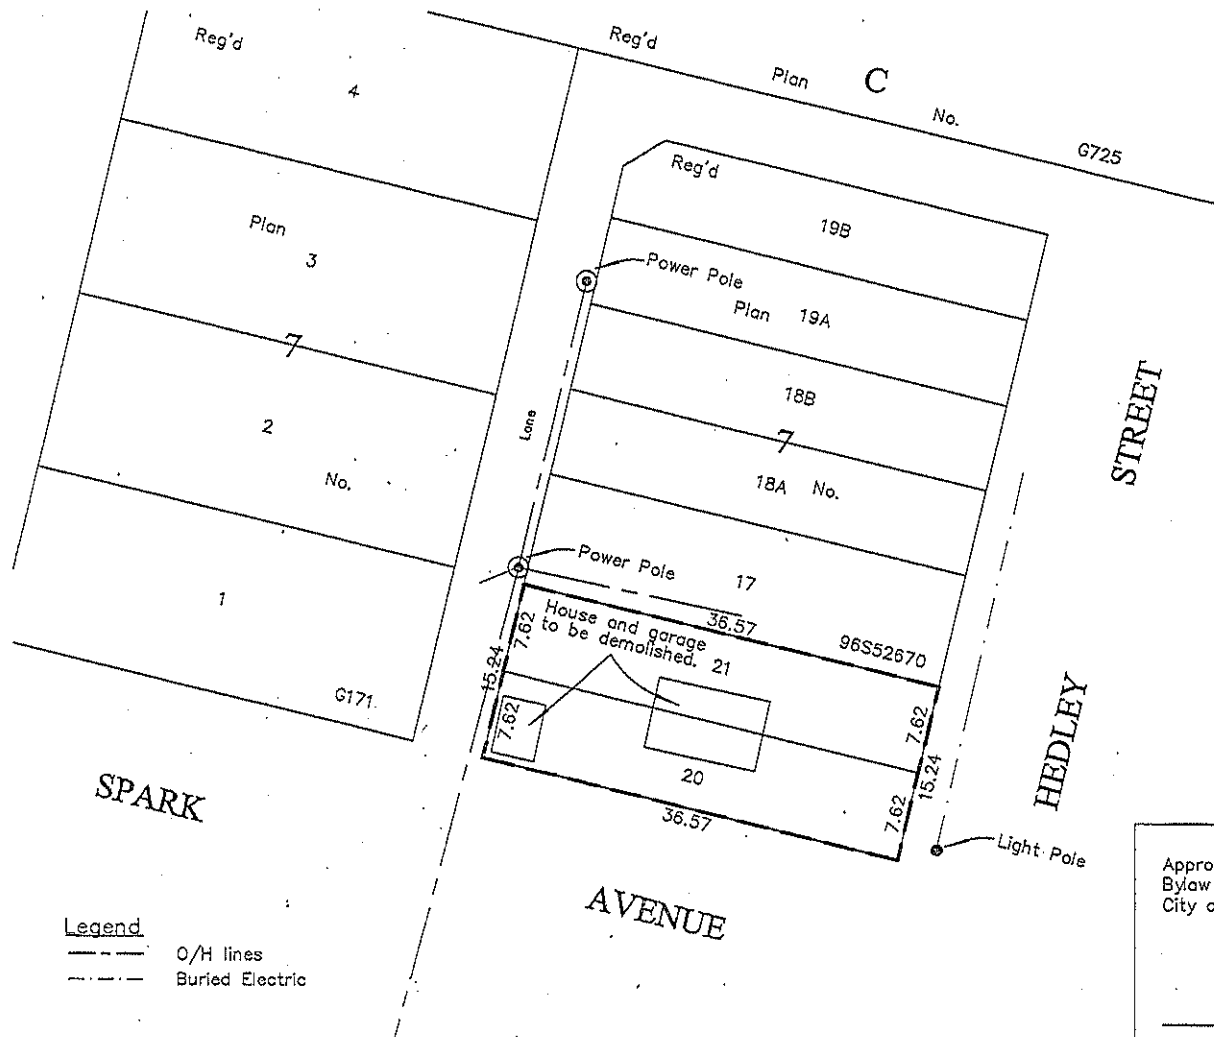 Reg'd
Reg'd
4
Plan
C
No.
G725
Reg'd
19B
Plan
3
Power Pole
Plan 19A
7
18B
STREET
Lane
2
7
No.
18A No.
Power Pole
17
1
House and garage
to be demolished.
36.57
96S52670
21
7.62
15.24
G171
7.62
7.62
HEDLEY
20
15.24
7.62
36.57
SPARK
Light Pole
AVENUE
Appro
Bylaw
City o
Legend
O/H lines
Buried Electric